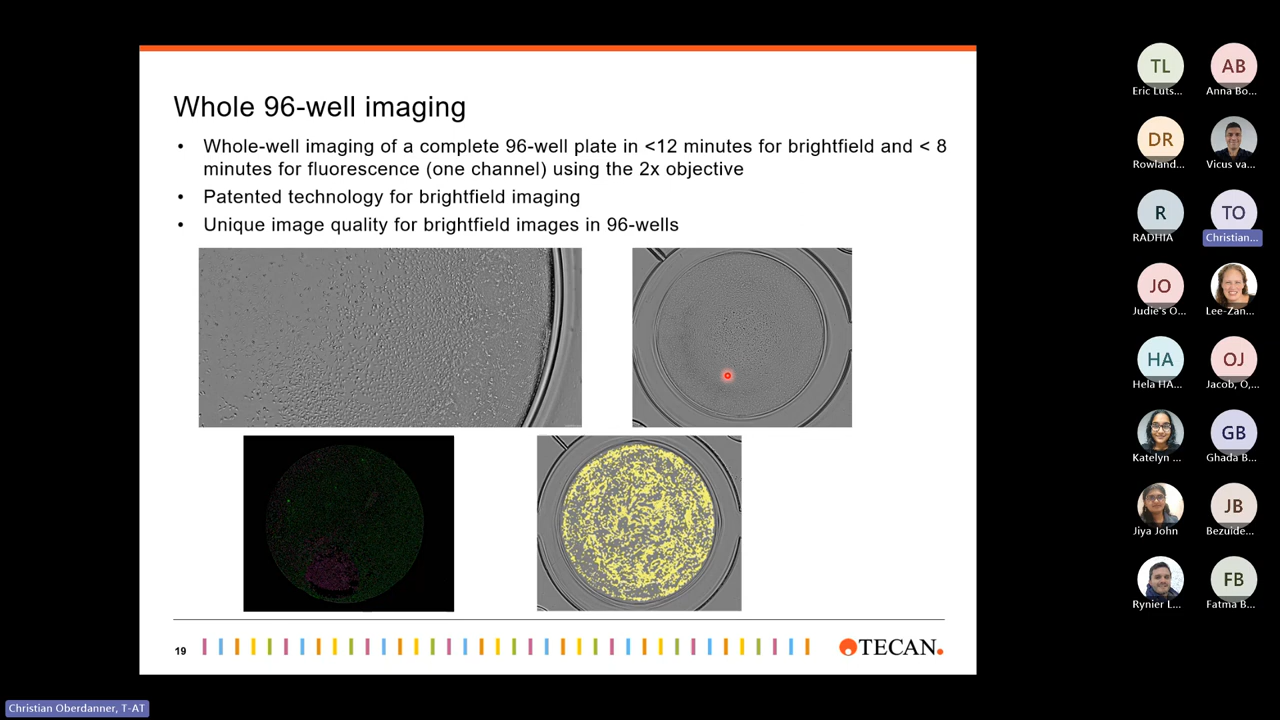 Whole 96-well imaging
• Whole-well imaging of a complete 96-well plate in <12 minutes for brightfield and < 8
minutes for fluorescence (one channel) using the 2x objective
• Patented technology for brightfield imaging
• Unique image quality for brightfield images in 96-wells
19
TECAN.
TL
Eric Luts...
AB
Anna Bo...
DR
Rowland...
Vicus va...
R
RADHIA
TO
Christian...
JO
Judie's O...
Lee-Zan...
HA
Hela HA...
OJ
Jacob, O,...
Katelyn ...
GB
Ghada B...
Jiya John
JB
Bezuide...
Rynier L...
FB
Fatma B...
Christian Oberdanner, T-AT